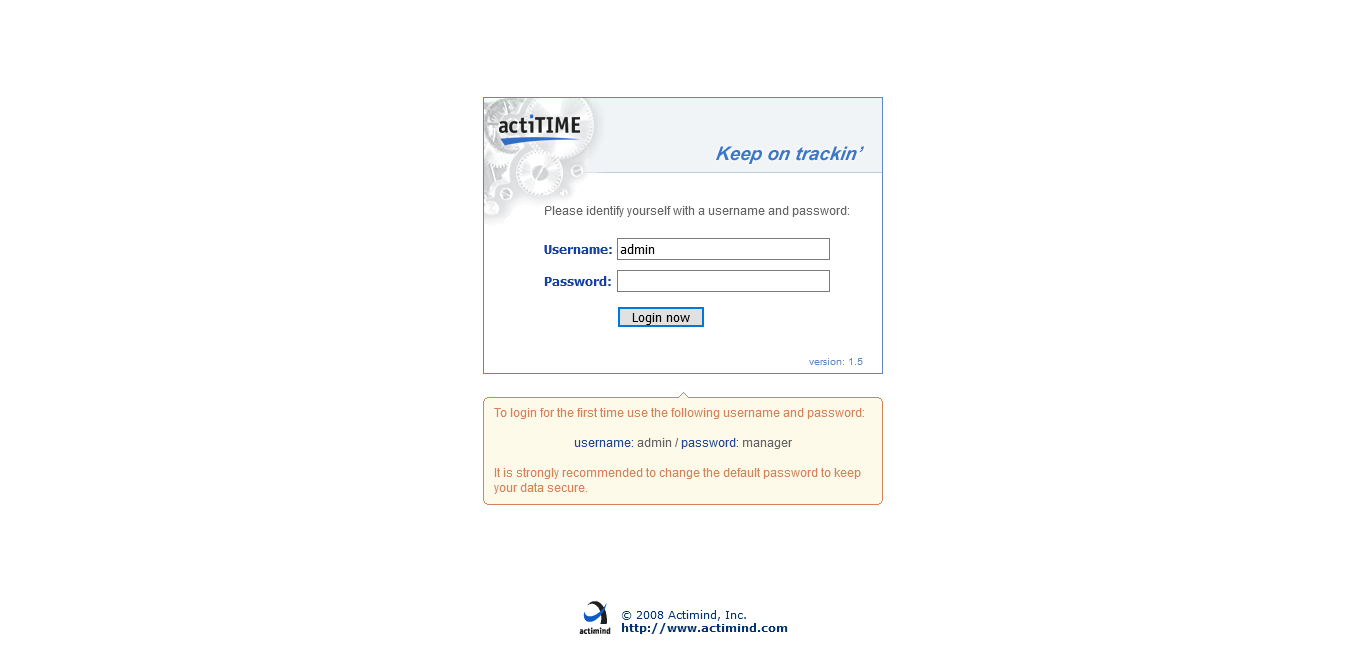 actiTIME
Keep on trackin’
Please identify yourself with a username and password:
Username: admin
Password:
Login now
version: 1.5
To login for the first time use the following username and password:
username: admin / password: manager
It is strongly recommended to change the default password to keep
your data secure.
actimind
© 2008 Actimind, Inc.
http://www.actimind.com